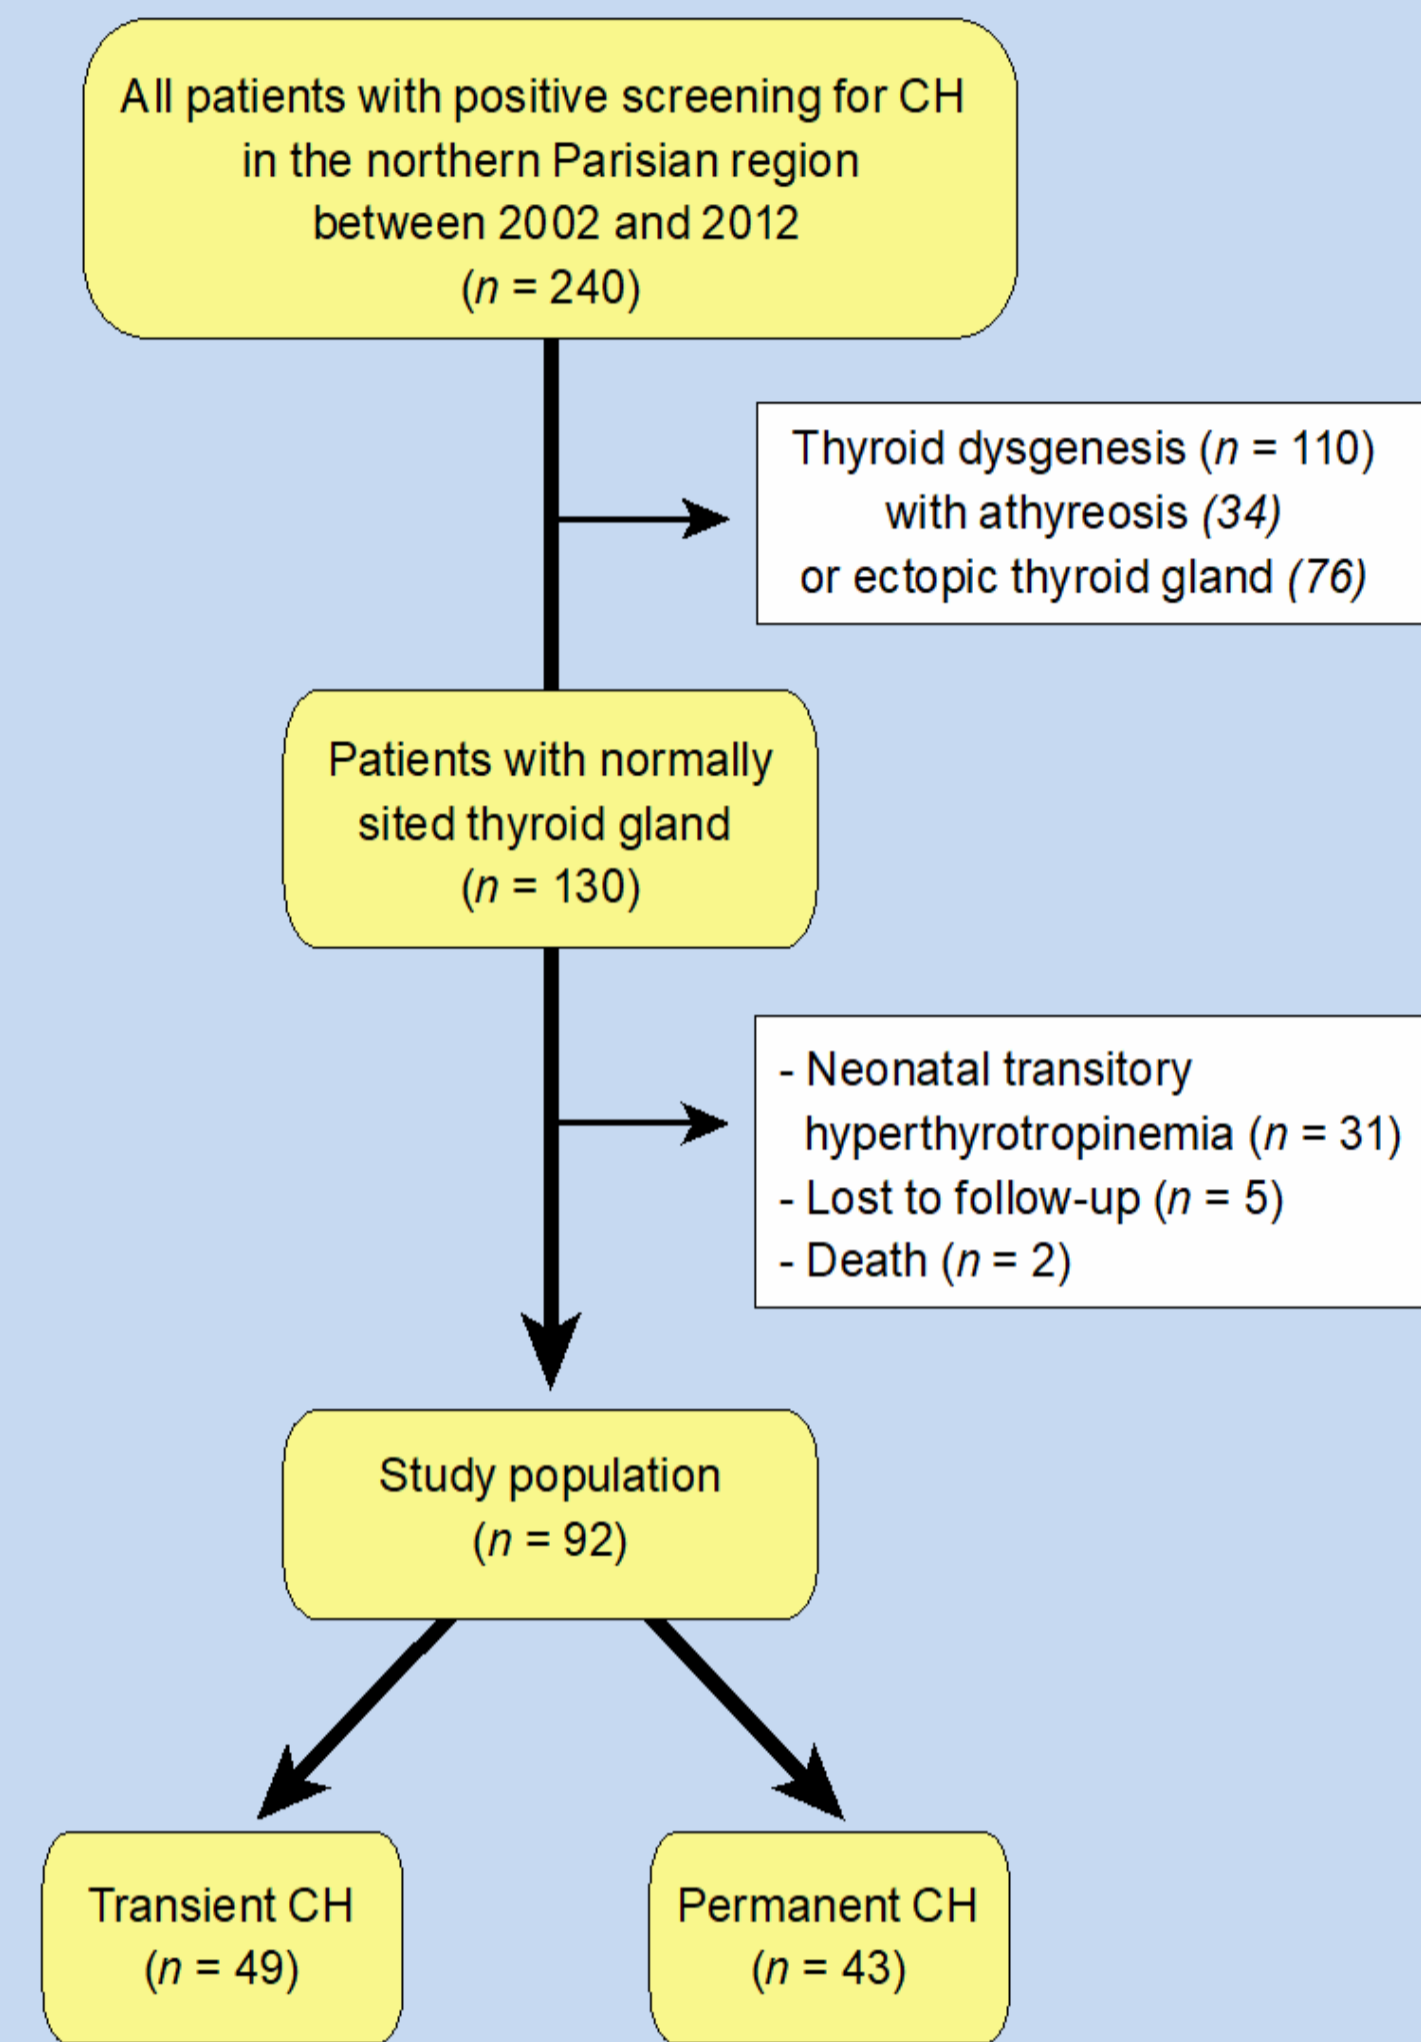 All patients with positive screening for CH
in the northern Parisian region
between 2002 and 2012
(n = 240)
Thyroid dysgenesis (n = 110)
with athyreosis (34)
or ectopic thyroid gland (76)
Patients with normally
sited thyroid gland
(n = 130)
- Neonatal transitory
hyperthyrotropinemia (n = 31)
- Lost to follow-up (n = 5)
- Death (n = 2)
Study population
(n = 92)
Transient CH
(n = 49)
Permanent CH
(n = 43)